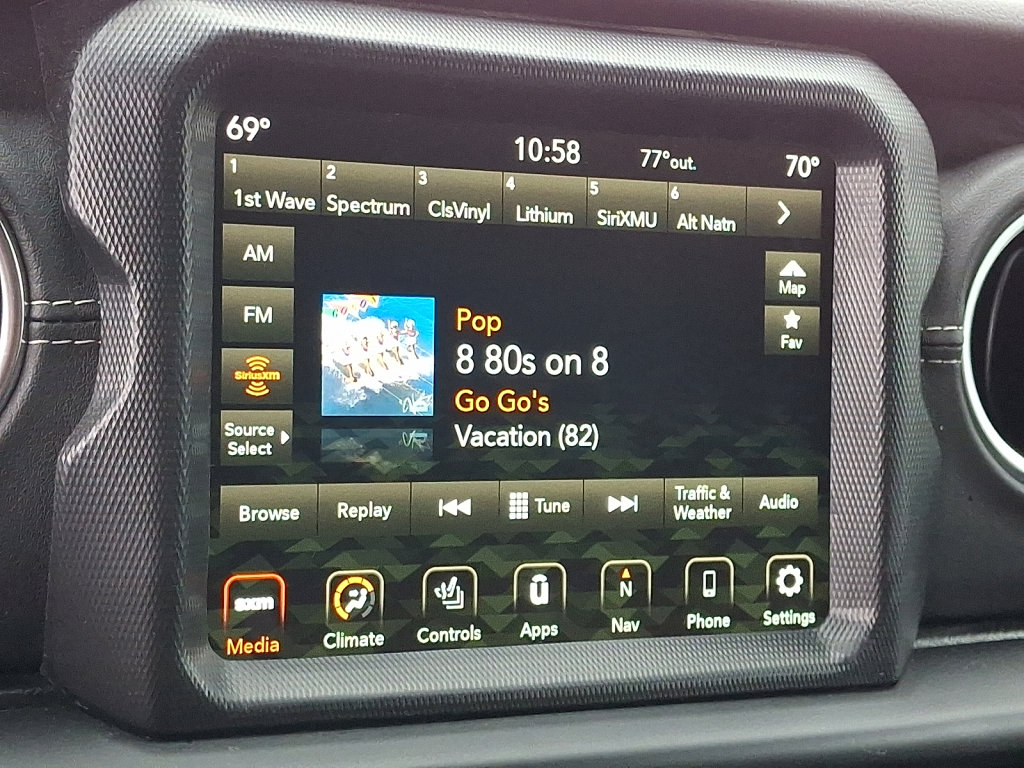 69°
10:58
77°out.
70°
1
1st Wave
2
Spectrum
3
ClsVinyl
4
Lithium
5
SiriXMU
6
Alt Natn
AM
Map
FM
Fav
SiriusXM
Source
Select
Pop
8 80s on 8
Go Go's
Vacation (82)
Browse
Replay
Tune
Traffic &
Weather
Audio
sxm
Media
Climate
Controls
ū
Apps
N
Nav
Phone
Settings